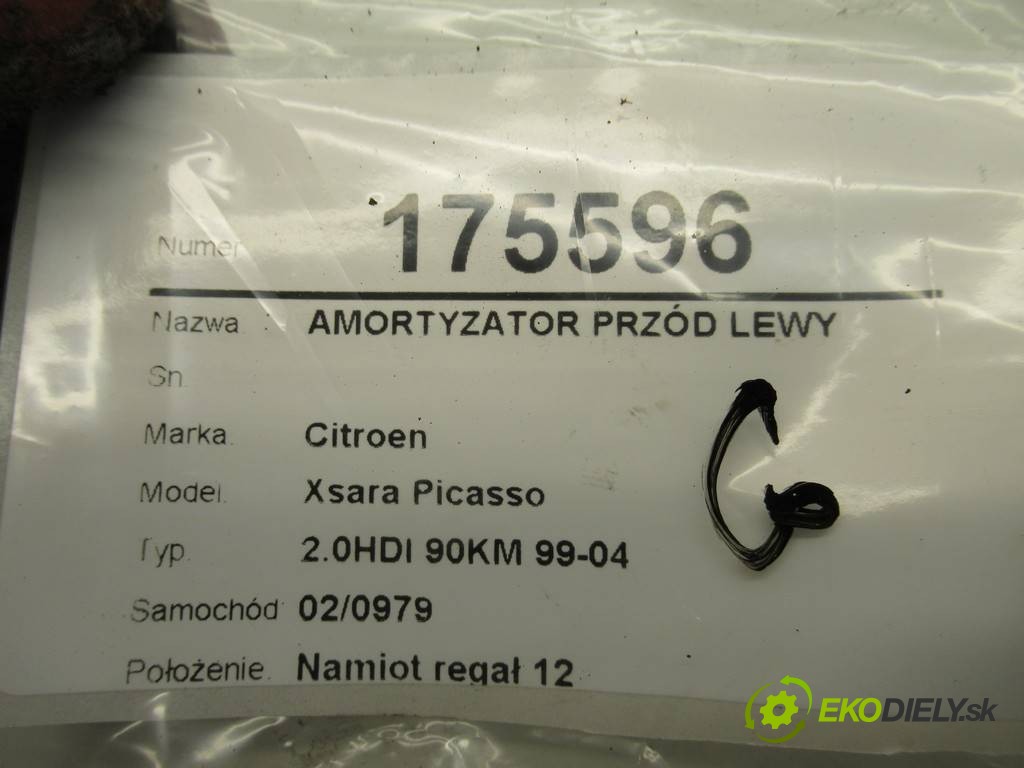 Numer 175596
Nazwa AMORTYZATOR PRZÓD LEWY
Sn.
Marka. Citroen
Model. Xsara Picasso
Typ. 2.0HDI 90KM 99-04
Samochód 02/0979
Położenie. Namiot regał 12
G
EKODIELY.sk